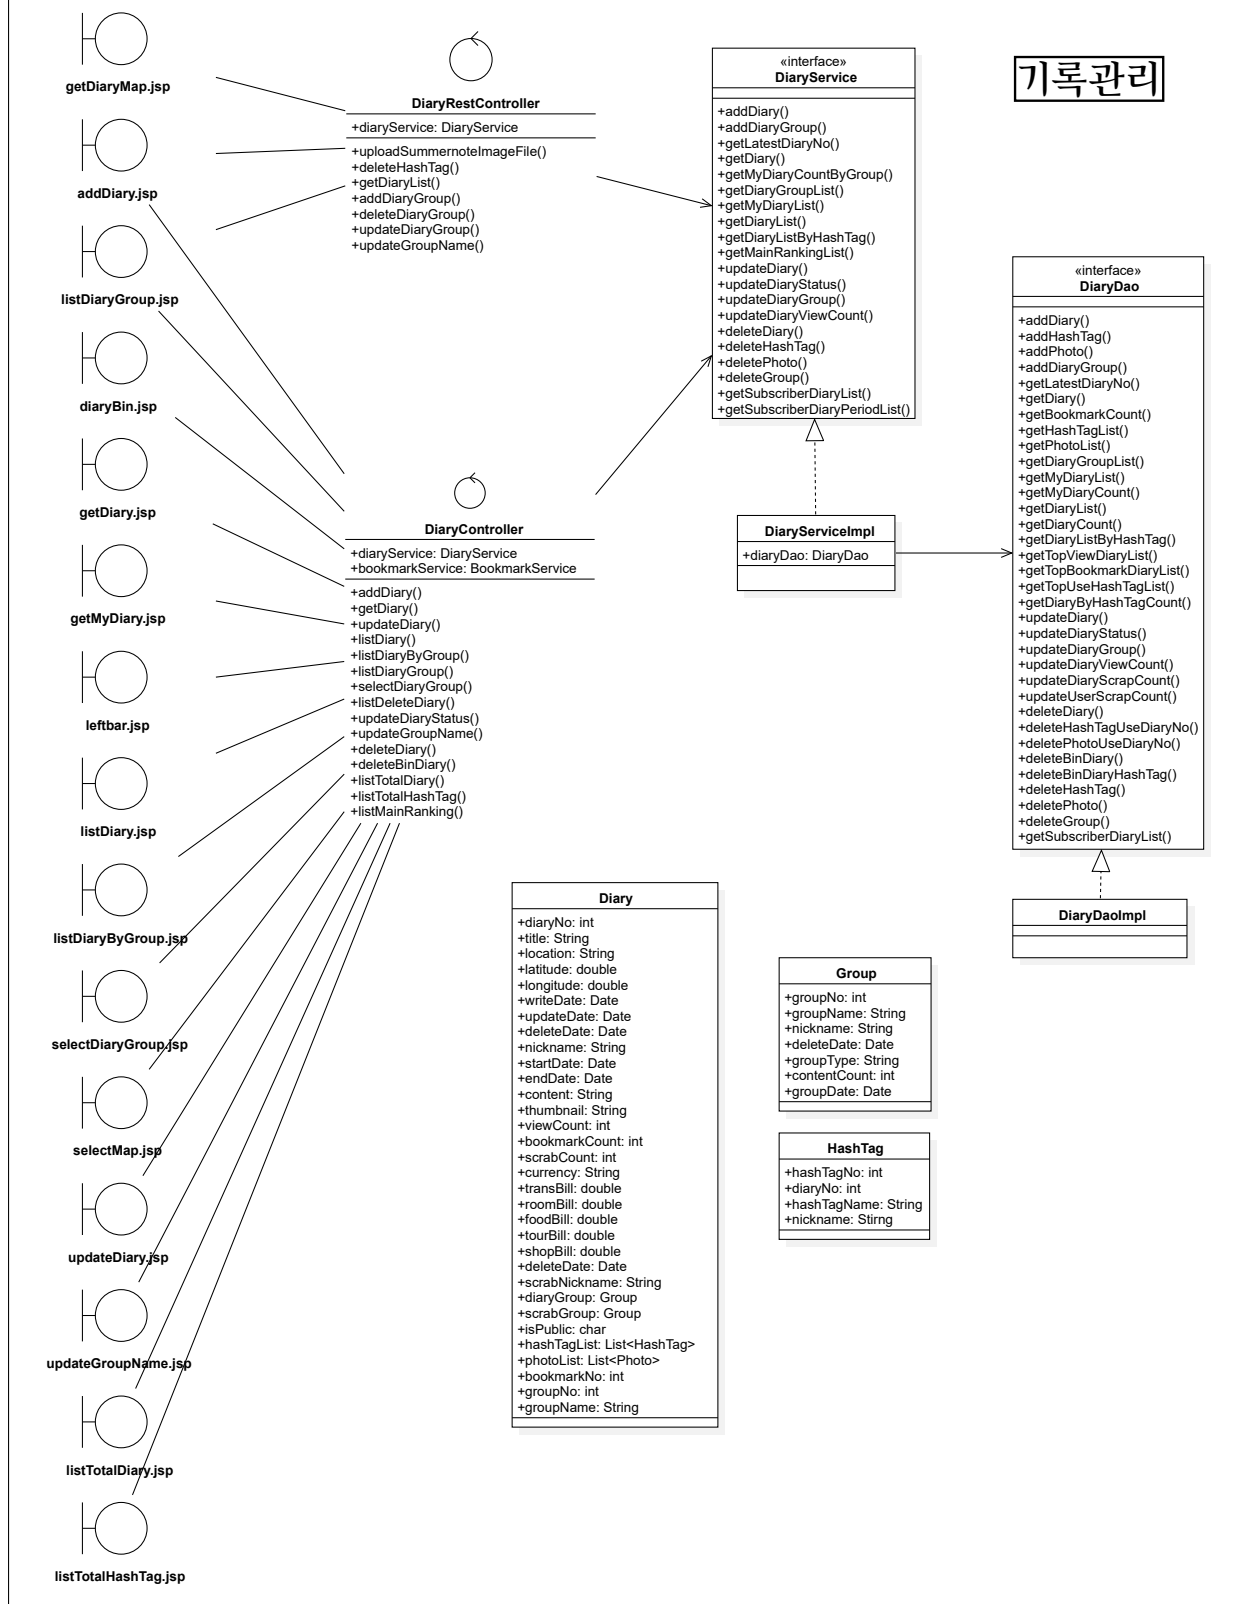 getDiaryMap.jsp
addDiary.jsp
listDiaryGroup.jsp
diaryBin.jsp
getDiary.jsp
getMyDiary.jsp
leftbar.jsp
listDiary.jsp
listDiaryByGroup.jsp
selectDiaryGroup.jsp
selectMap.jsp
updateDiary.jsp
updateGroupName.jsp
listTotalDiary.jsp
listTotalHashTag.jsp
DiaryRestController
+diaryService: DiaryService
+uploadSummernoteImageFile()
+deleteHashTag()
+getDiaryList()
+addDiaryGroup()
+deleteDiaryGroup()
+updateDiaryGroup()
+updateGroupName()
DiaryController
+diaryService: DiaryService
+bookmarkService: BookmarkService
+addDiary()
+getDiary()
+updateDiary()
+listDiary()
+listDiaryByGroup()
+listDiaryGroup()
+selectDiaryGroup()
+listDeleteDiary()
+updateDiaryStatus()
+updateGroupName()
+deleteDiary()
+deleteBinDiary()
+listTotalDiary()
+listTotalHashTag()
+listMainRanking()
«interface»
DiaryService
+addDiary()
+addDiaryGroup()
+getLatestDiaryNo()
+getDiary()
+getMyDiaryCountByGroup()
+getDiaryGroupList()
+getMyDiaryList()
+getDiaryList()
+getDiaryListByHashTag()
+getMainRankingList()
+updateDiary()
+updateDiaryStatus()
+updateDiaryGroup()
+updateDiaryViewCount()
+deleteDiary()
+deleteHashTag()
+deletePhoto()
+deleteGroup()
+getSubscriberDiaryList()
+getSubscriberDiaryPeriodList()
DiaryServiceImpl
+diaryDao: DiaryDao
기록관리
«interface»
DiaryDao
+addDiary()
+addHashTag()
+addPhoto()
+addDiaryGroup()
+getLatestDiaryNo()
+getDiary()
+getBookmarkCount()
+getHashTagList()
+getPhotoList()
+getDiaryGroupList()
+getMyDiaryList()
+getMyDiaryCount()
+getDiaryList()
+getDiaryCount()
+getDiaryListByHashTag()
+getTopViewDiaryList()
+getTopBookmarkDiaryList()
+getTopUseHashTagList()
+getDiaryByHashTagCount()
+updateDiary()
+updateDiaryStatus()
+updateDiaryGroup()
+updateDiaryViewCount()
+updateDiaryScrapCount()
+updateUserScrapCount()
+deleteDiary()
+deleteHashTagUseDiaryNo()
+deletePhotoUseDiaryNo()
+deleteBinDiary()
+deleteBinDiaryHashTag()
+deleteHashTag()
+deletePhoto()
+deleteGroup()
+getSubscriberDiaryList()
DiaryDaoImpl
Diary
+diaryNo: int
+title: String
+location: String
+latitude: double
+longitude: double
+writeDate: Date
+updateDate: Date
+deleteDate: Date
+nickname: String
+startDate: Date
+endDate: Date
+content: String
+thumbnail: String
+viewCount: int
+bookmarkCount: int
+scrabCount: int
+currency: String
+transBill: double
+roomBill: double
+foodBill: double
+tourBill: double
+shopBill: double
+deleteDate: Date
+scrabNickname: String
+diaryGroup: Group
+scrabGroup: Group
+isPublic: char
+hashTagList: List<HashTag>
+photoList: List<Photo>
+bookmarkNo: int
+groupNo: int
+groupName: String
Group
+groupNo: int
+groupName: String
+nickname: String
+deleteDate: Date
+groupType: String
+contentCount: int
+groupDate: Date
HashTag
+hashTagNo: int
+diaryNo: int
+hashTagName: String
+nickname: Stirng